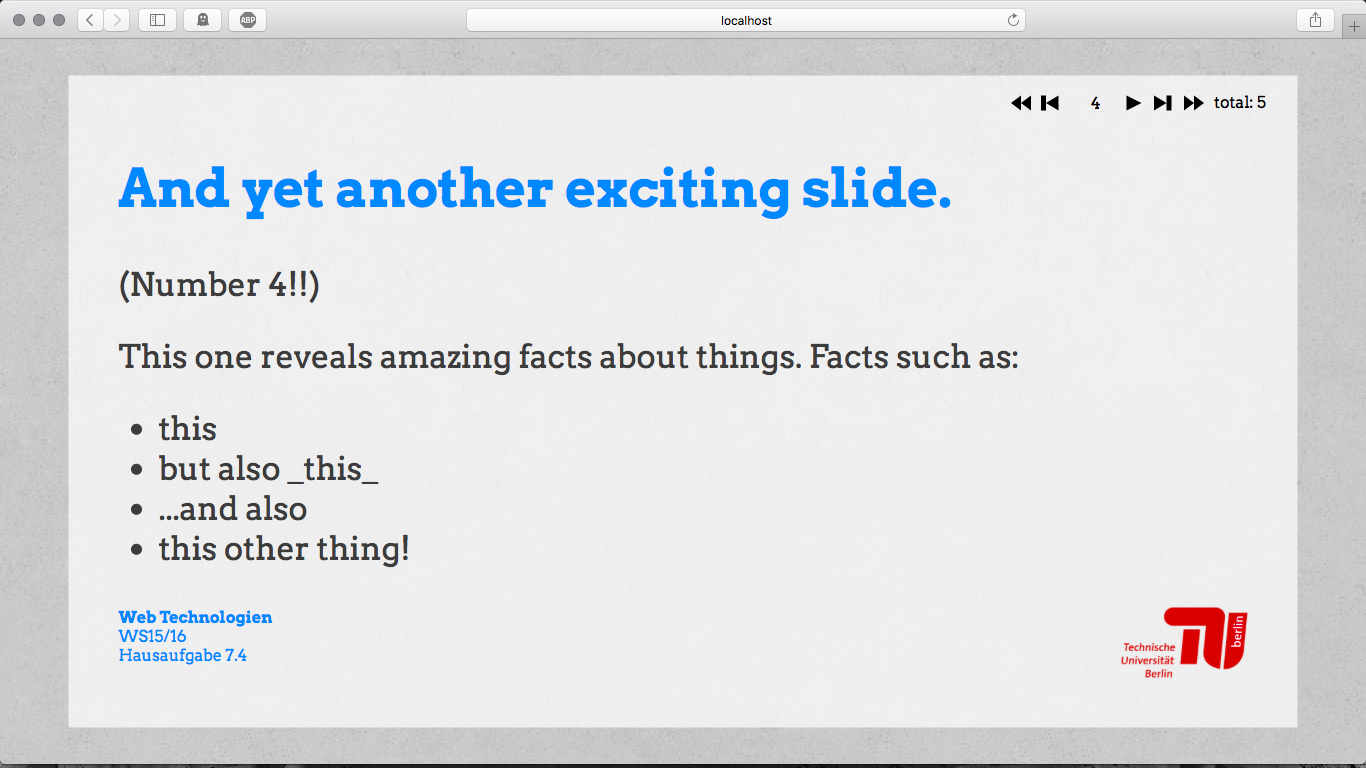 ABP
localhost
4
total: 5
And yet another exciting slide.
(Number 4!!)
This one reveals amazing facts about things. Facts such as:
• this
• but also _this_
• ...and also
• this other thing!
Web Technologien
WS15/16
Hausaufgabe 7.4
Technische
Universität
Berlin
berlin